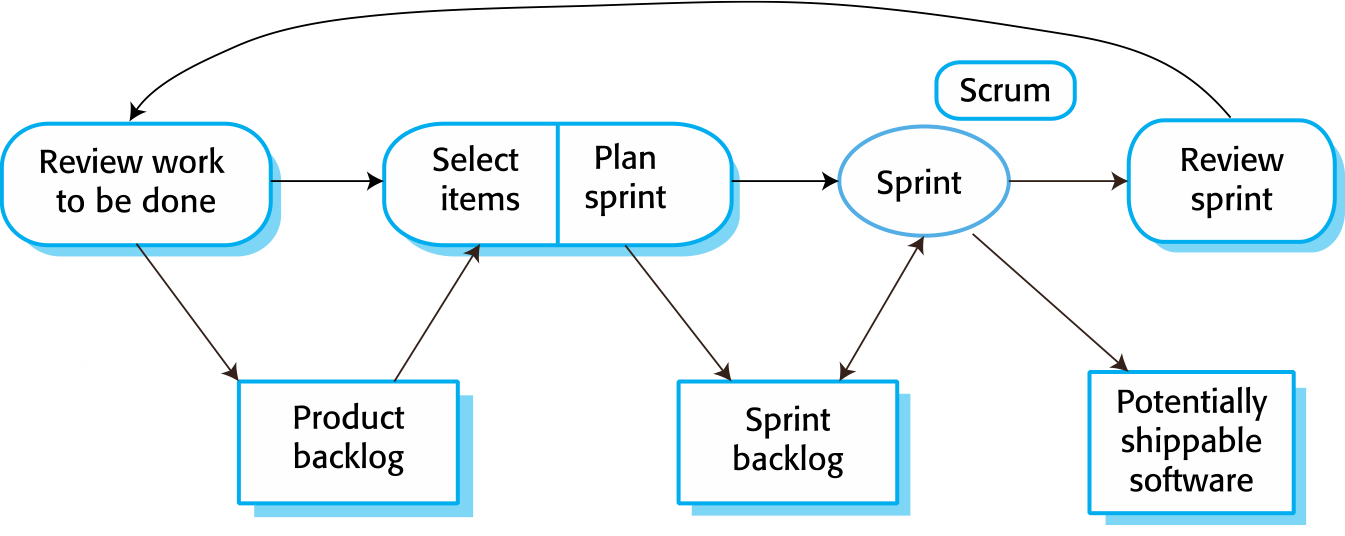 Scrum
Review work
to be done
Select
items
Plan
sprint
Sprint
Review
sprint
Product
backlog
Sprint
backlog
Potentially
shippable
software